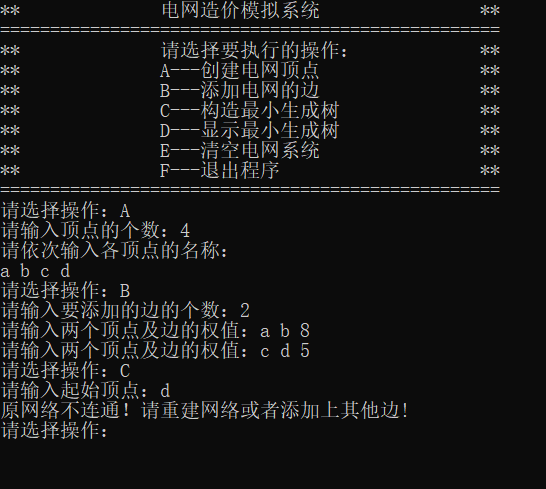 ** 电网造价模拟系统 **
==================================================
** 请选择要执行的操作： **
** A---创建电网顶点 **
** B---添加电网的边 **
** C---构造最小生成树 **
** D---显示最小生成树 **
** E---清空电网系统 **
** F---退出程序 **
==================================================
请选择操作：A
请输入顶点的个数：4
请依次输入各顶点的名称：
a b c d
请选择操作：B
请输入要添加的边的个数：2
请输入两个顶点及边的权值：a b 8
请输入两个顶点及边的权值：c d 5
请选择操作：C
请输入起始顶点：d
原网络不连通！请重建网络或者添加上其他边!
请选择操作：